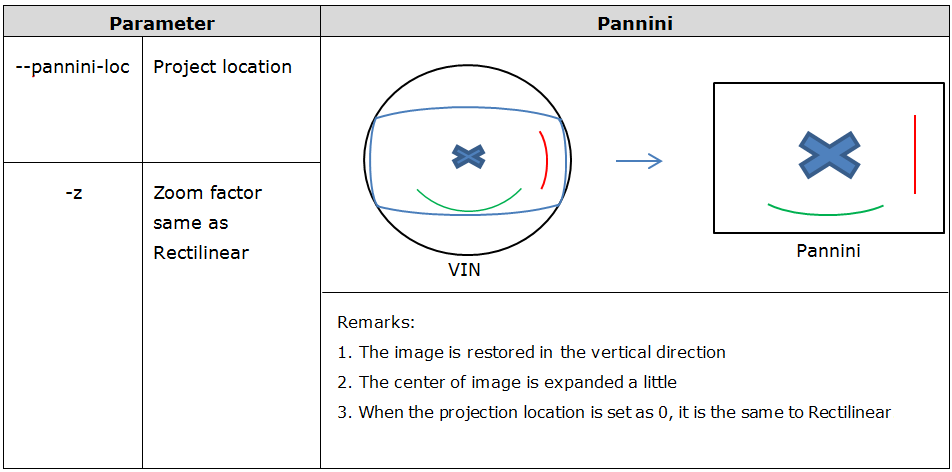 Parameter
Pannini
--pannini-loc
Project location
-z
Zoom factor
same as
Rectilinear
VIN
Pannini
Remarks:
1. The image is restored in the vertical direction
2. The center of image is expanded a little
3. When the projection location is set as 0, it is the same to Rectilinear